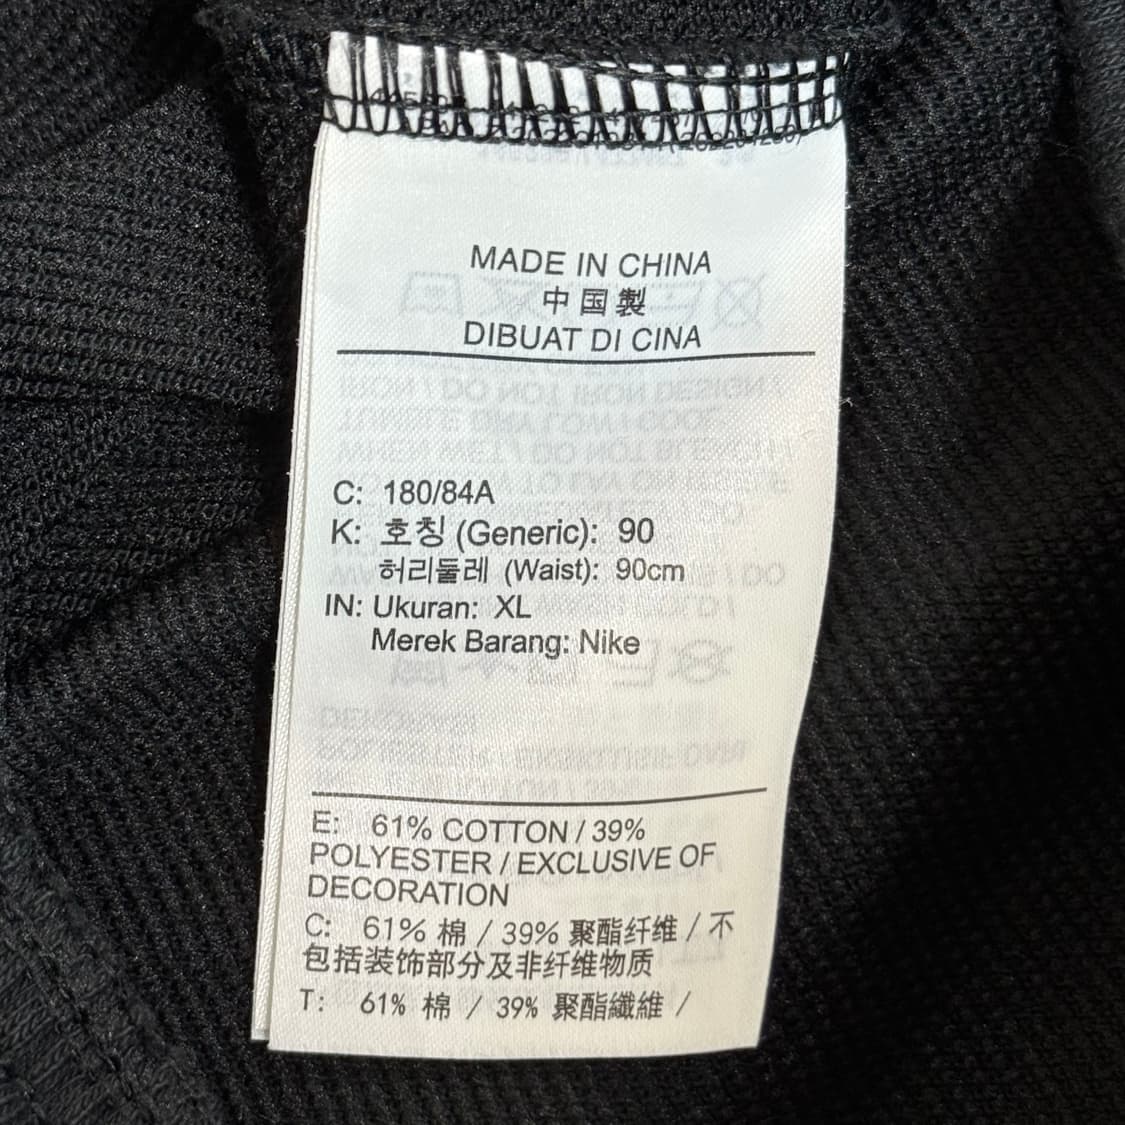 MADE IN CHINA
中国製
DIBUAT DI CINA
C: 180/84A
K: 호칭 (Generic): 90
허리둘레 (Waist): 90cm
IN: Ukuran: XL
Merek Barang: Nike
E: 61% COTTON / 39%
POLYESTER / EXCLUSIVE OF
DECORATION
C: 61% 棉 / 39% 聚酯纤维 / 不
包括装饰部分及非纤维物质
T: 61% 棉 / 39% 聚酯纖維 /